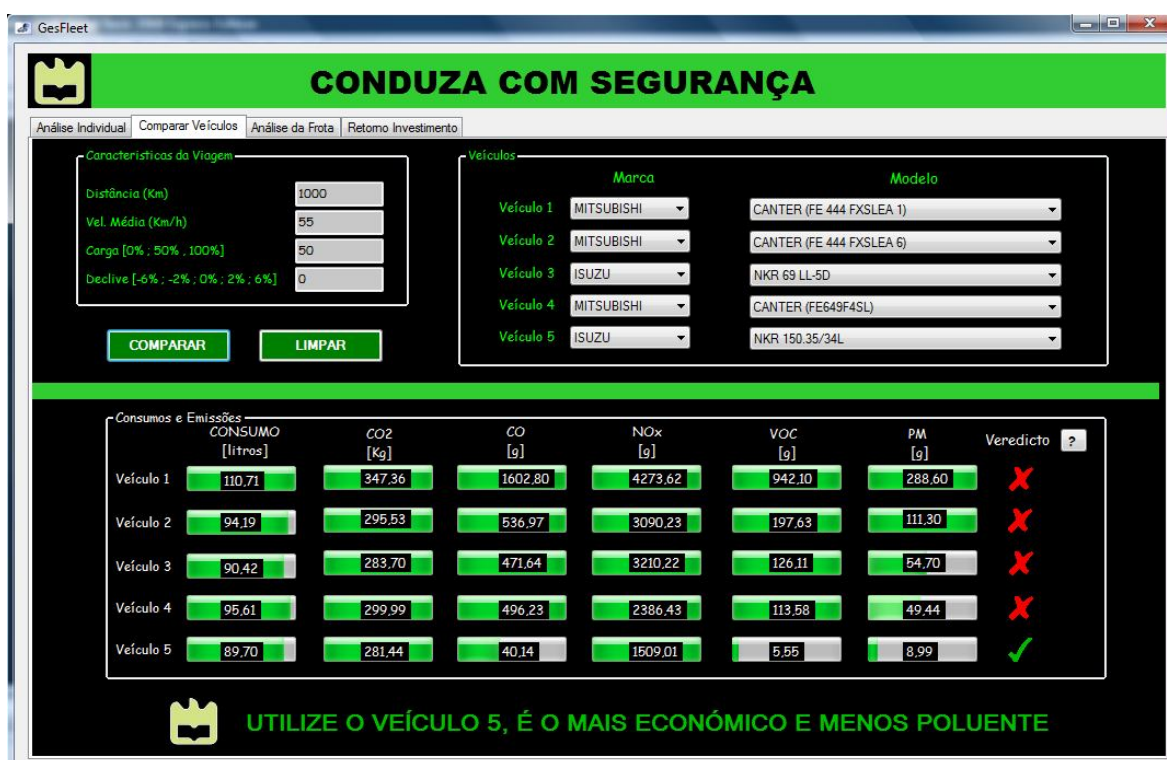 GesFleet
CONDUZA COM SEGURANÇA
Análise Individual Comparar Veículos Análise da Frota Retorno Investimento
Caracteristicas da Viagem
Distância (Km) 1000
Vel. Média (Km/h) 55
Carga [0% ; 50% , 100%] 50
Declive [-6% ; -2% ; 0% ; 2% ; 6%] 0
COMPARAR LIMPAR
Veículos
Marca Modelo
Veículo 1 MITSUBISHI CANTER (FE 444 FXSLEA 1)
Veículo 2 MITSUBISHI CANTER (FE 444 FXSLEA 6)
Veículo 3 ISUZU NKR 69 LL-5D
Veículo 4 MITSUBISHI CANTER (FE649F4SL)
Veículo 5 ISUZU NKR 150.35/34L
Consumos e Emissões
CONSUMO CO2 CO NOx VOC PM Veredicto ?
[litros] [Kg] [g] [g] [g] [g]
Veículo 1 110,71 347,36 1602,80 4273,62 942,10 288,60
Veículo 2 94,19 295,53 536,97 3090,23 197,63 111,30
Veículo 3 90,42 283,70 471,64 3210,22 126,11 54,70
Veículo 4 95,61 299,99 496,23 2386,43 113,58 49,44
Veículo 5 89,70 281,44 40,14 1509,01 5,55 8,99
UTILIZE O VEÍCULO 5, É O MAIS ECONÓMICO E MENOS POLUENTE